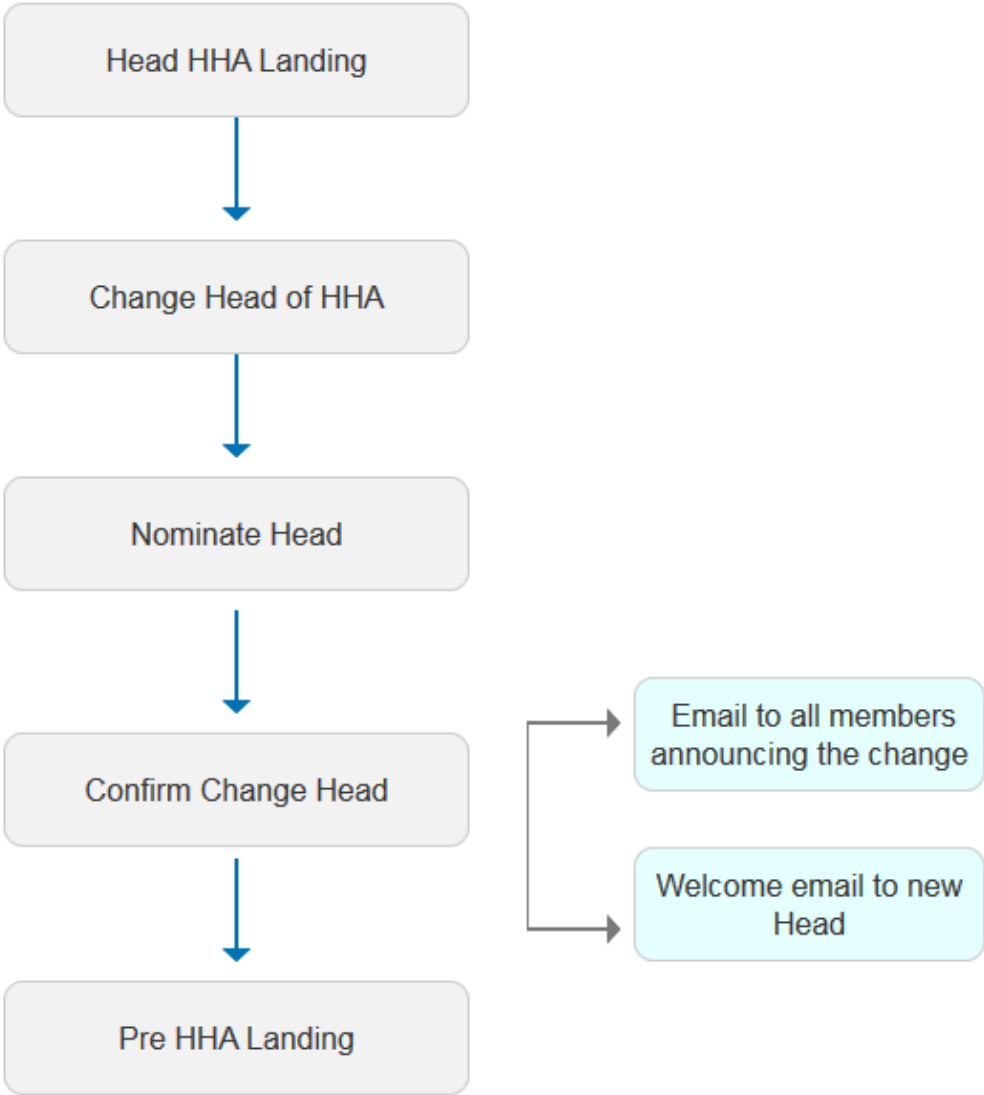 Head HHA Landing
Change Head of HHA
Nominate Head
Email to all members
announcing the change
Confirm Change Head
Welcome email to new
Head
Pre HHA Landing